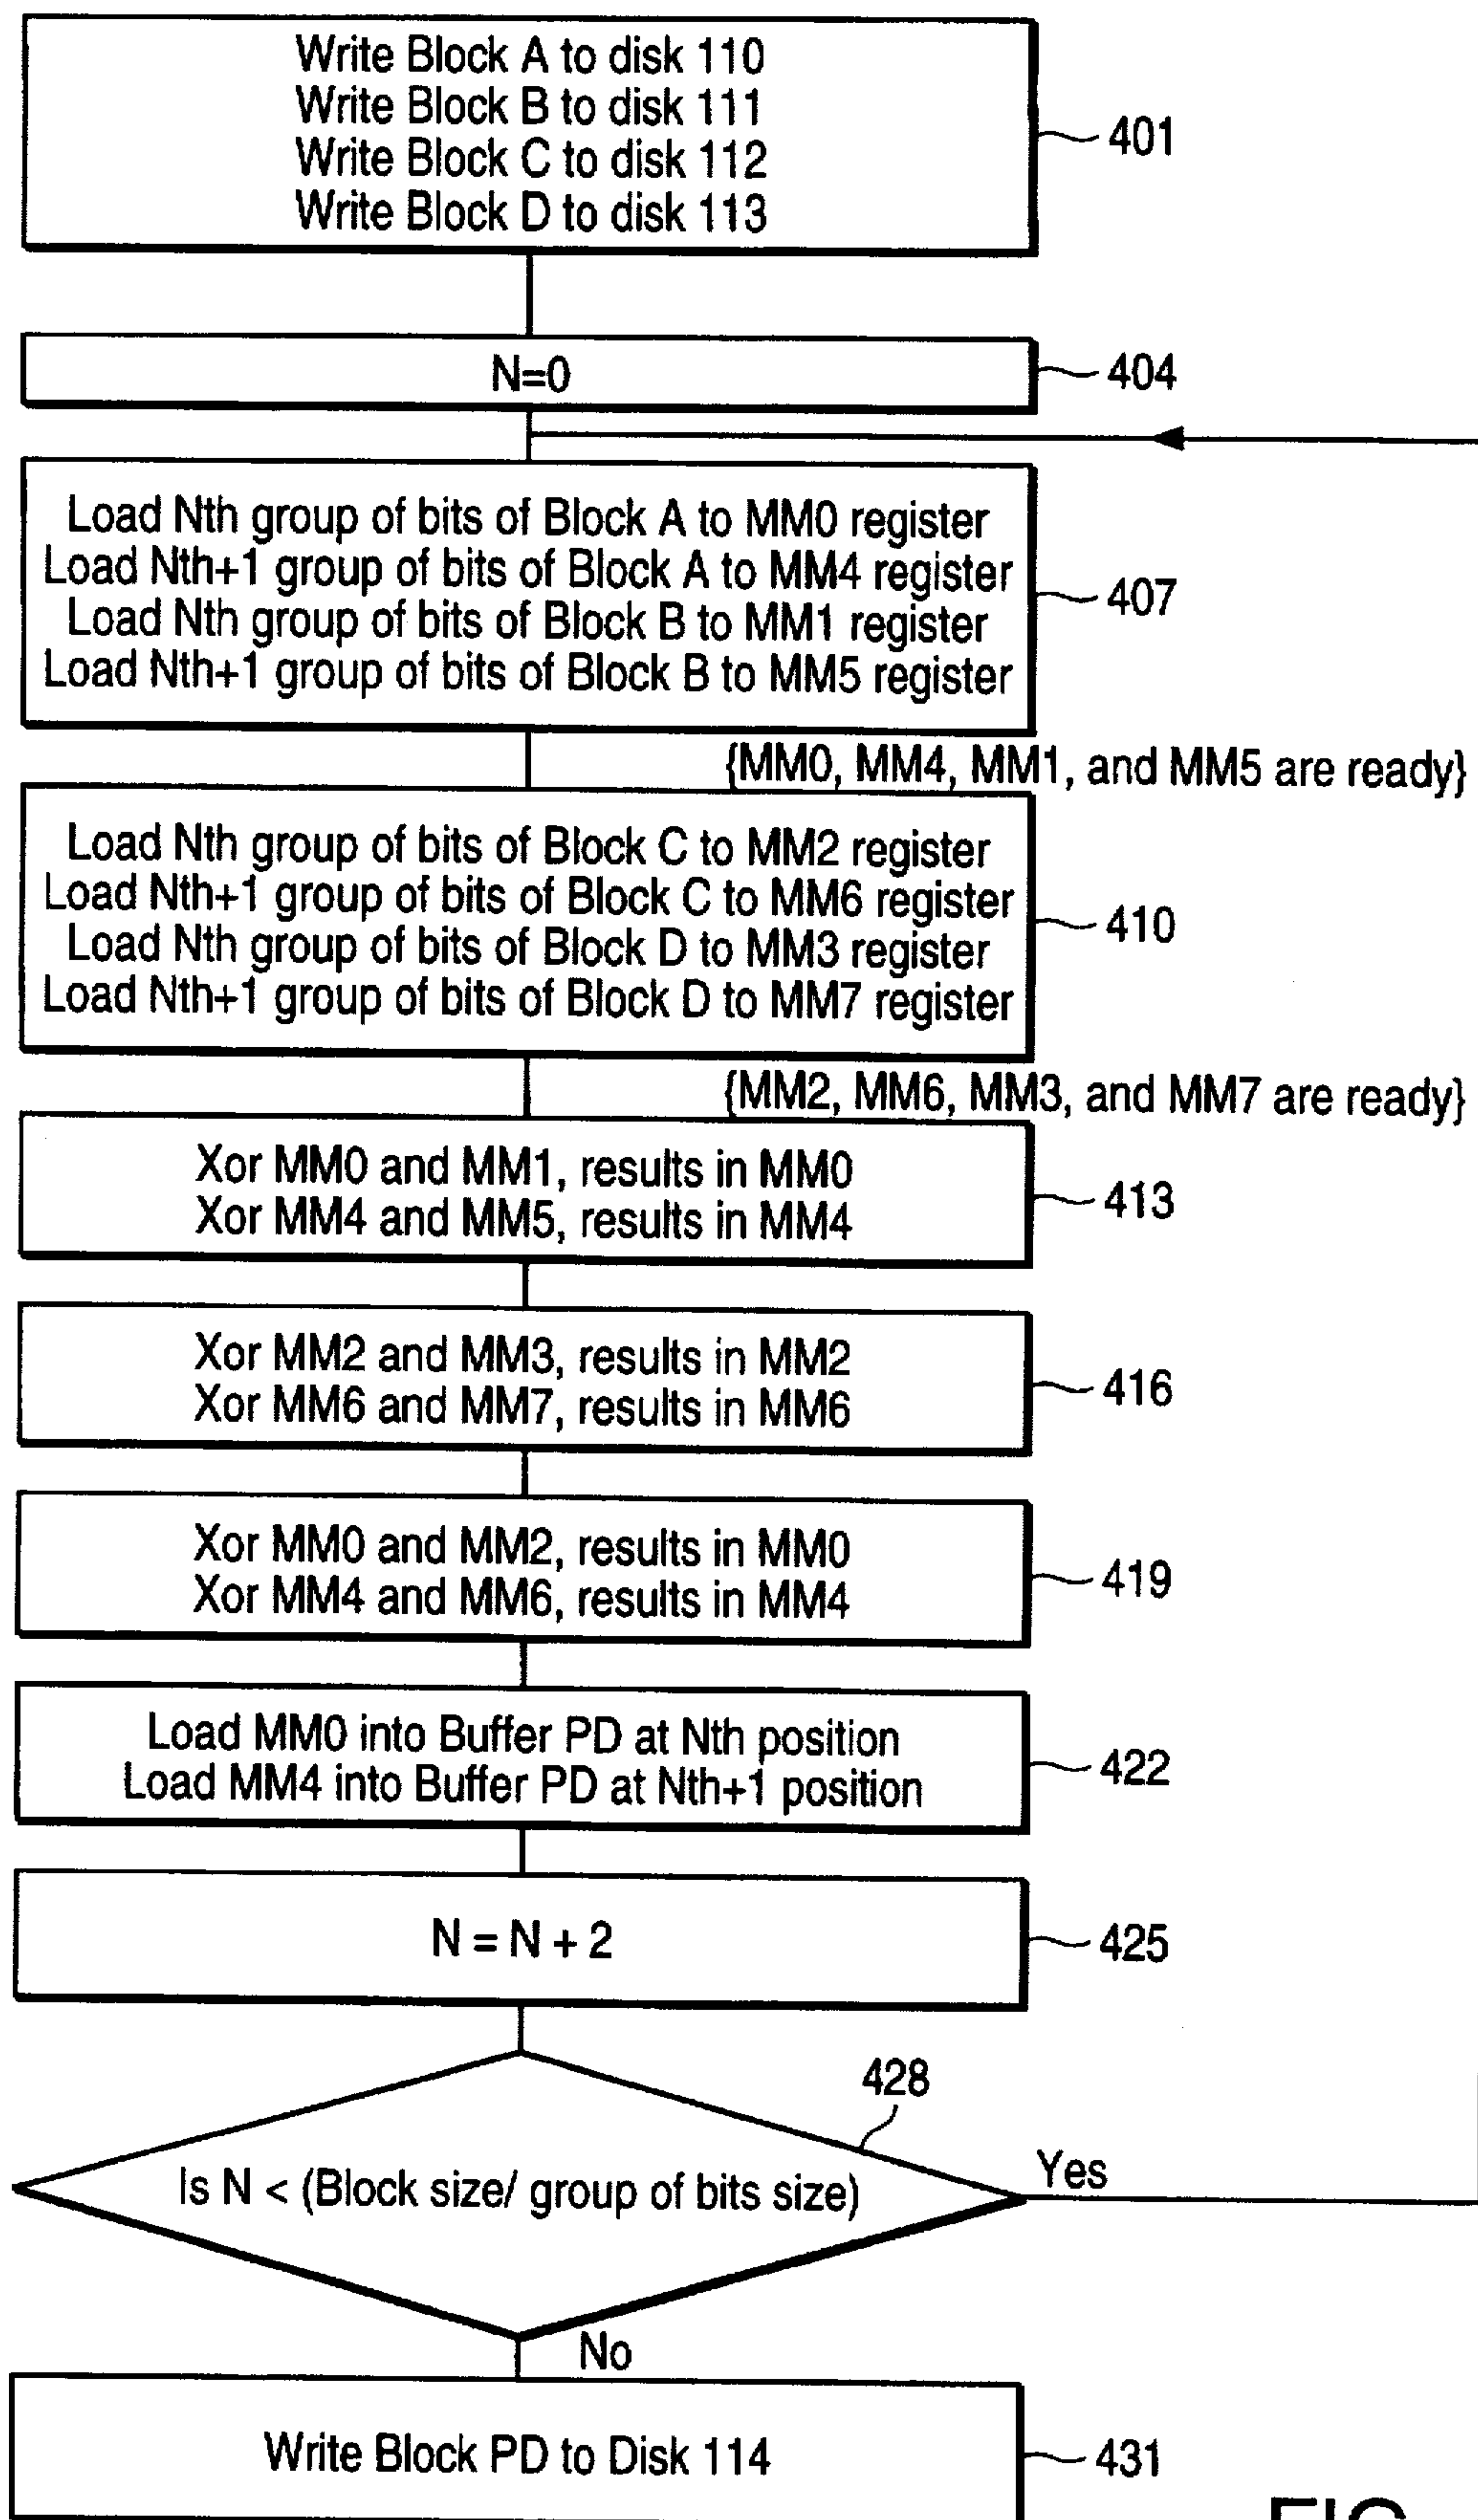 Write Block A to disk 110
Write Block B to disk 111
Write Block C to disk 112
Write Block D to disk 113
401
N=0
404
Load Nth group of bits of Block A to MM0 register
Load Nth+1 group of bits of Block A to MM4 register
Load Nth group of bits of Block B to MM1 register
Load Nth+1 group of bits of Block B to MM5 register
407
{MM0, MM4, MM1, and MM5 are ready}
Load Nth group of bits of Block C to MM2 register
Load Nth+1 group of bits of Block C to MM6 register
Load Nth group of bits of Block D to MM3 register
Load Nth+1 group of bits of Block D to MM7 register
410
{MM2, MM6, MM3, and MM7 are ready}
Xor MM0 and MM1, results in MM0
Xor MM4 and MM5, results in MM4
413
Xor MM2 and MM3, results in MM2
Xor MM6 and MM7, results in MM6
416
Xor MM0 and MM2, results in MM0
Xor MM4 and MM6, results in MM4
419
Load MM0 into Buffer PD at Nth position
Load MM4 into Buffer PD at Nth+1 position
422
N = N + 2
425
428
Is N < (Block size/ group of bits size)
Yes
No
Write Block PD to Disk 114
431
FIG